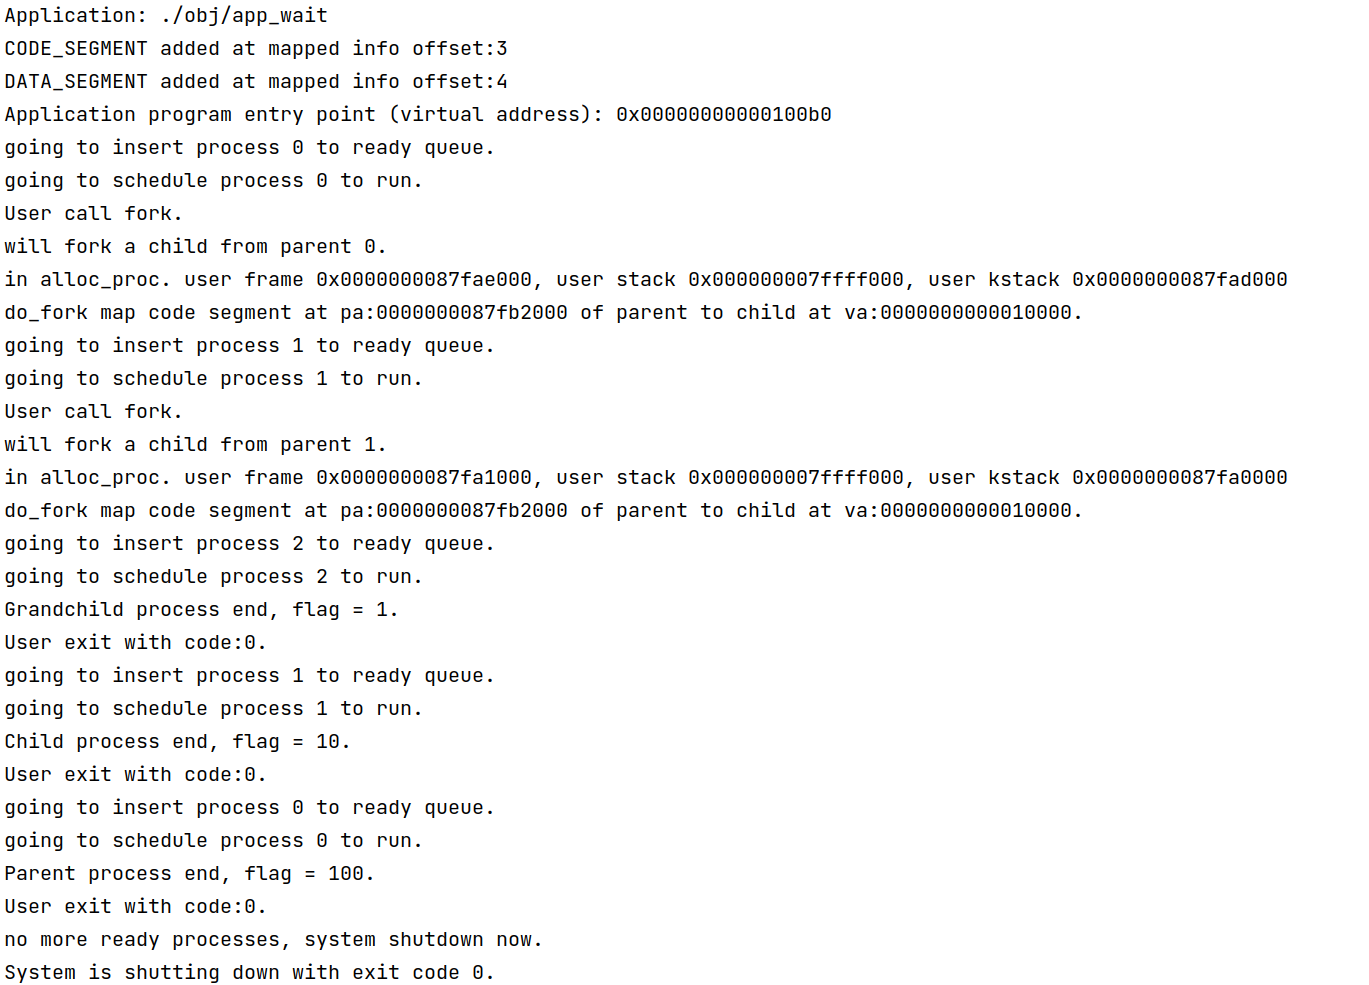 Application: ./obj/app_wait
CODE_SEGMENT added at mapped info offset:3
DATA_SEGMENT added at mapped info offset:4
Application program entry point (virtual address): 0x00000000000100b0
going to insert process 0 to ready queue.
going to schedule process 0 to run.
User call fork.
will fork a child from parent 0.
in alloc_proc. user frame 0x0000000087fae000, user stack 0x000000007ffff000, user kstack 0x0000000087fad000
do_fork map code segment at pa:0000000087fb2000 of parent to child at va:0000000000010000.
going to insert process 1 to ready queue.
going to schedule process 1 to run.
User call fork.
will fork a child from parent 1.
in alloc_proc. user frame 0x0000000087fa1000, user stack 0x000000007ffff000, user kstack 0x0000000087fa0000
do_fork map code segment at pa:0000000087fb2000 of parent to child at va:0000000000010000.
going to insert process 2 to ready queue.
going to schedule process 2 to run.
Grandchild process end, flag = 1.
User exit with code:0.
going to insert process 1 to ready queue.
going to schedule process 1 to run.
Child process end, flag = 10.
User exit with code:0.
going to insert process 0 to ready queue.
going to schedule process 0 to run.
Parent process end, flag = 100.
User exit with code:0.
no more ready processes, system shutdown now.
System is shutting down with exit code 0.